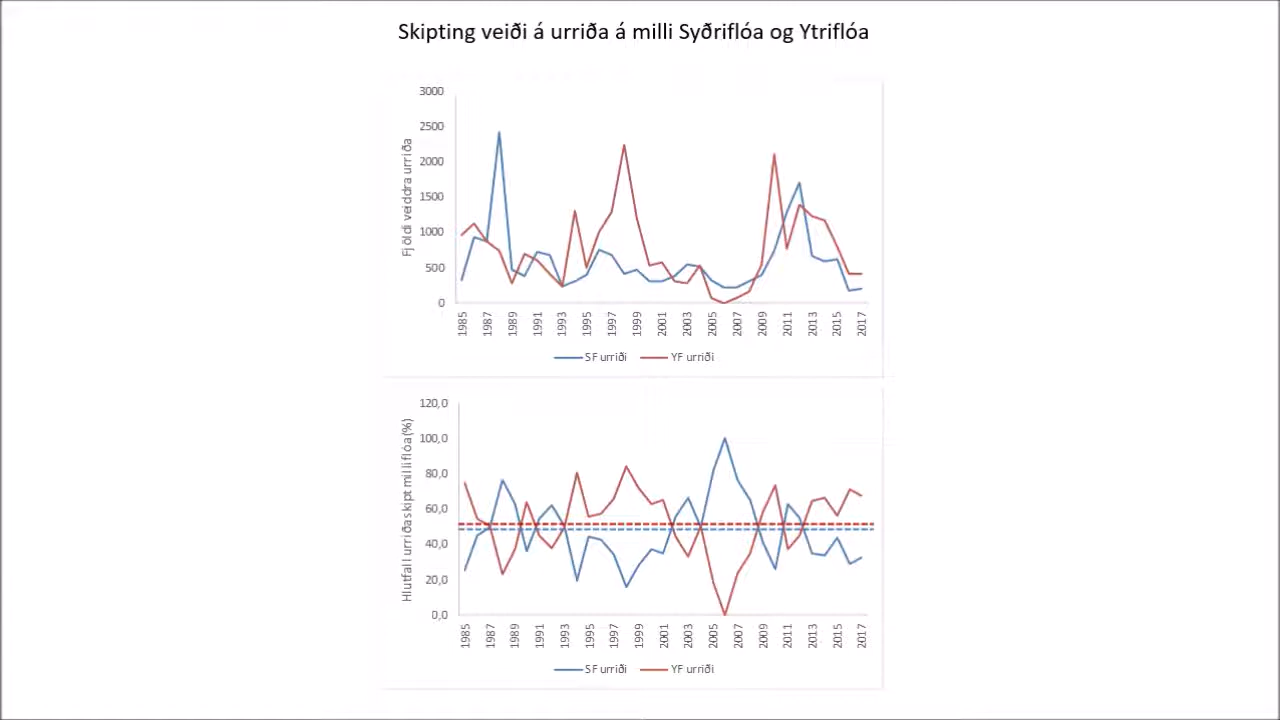 Skipting veiði á urriða á milli Syðriflóa og Ytriflóa
Fjöldi veiddra urriða
3000
2500
2000
1500
1000
500
0
1985 1987 1989 1991 1993 1995 1997 1999 2001 2003 2005 2007 2009 2011 2013 2015 2017
SF urriði YF urriði
Hlutfall urriða skipt milli flóa (%)
120,0
100,0
80,0
60,0
40,0
20,0
0,0
1985 1987 1989 1991 1993 1995 1997 1999 2001 2003 2005 2007 2009 2011 2013 2015 2017
SF urriði YF urriði